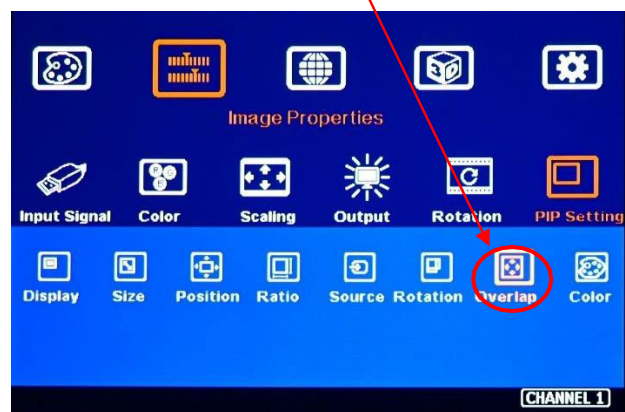 Image Properties
Input Signal Color Scaling Output Rotation PIP Setting
Display Size Position Ratio Source Rotation Overlap Color
CHANNEL 1